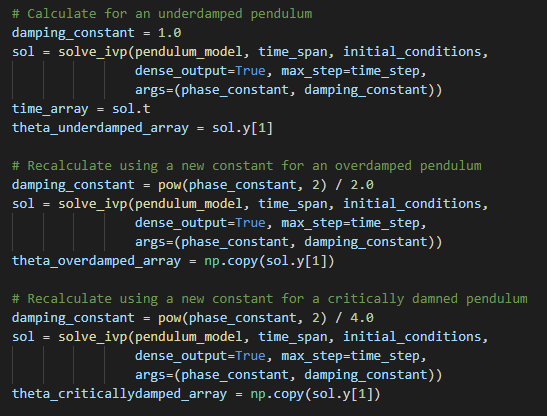 # Calculate for an underdamped pendulum
damping_constant = 1.0
sol = solve_ivp(pendulum_model, time_span, initial_conditions,
dense_output=True, max_step=time_step,
args=(phase_constant, damping_constant))
time_array = sol.t
theta_underdamped_array = sol.y[1]
# Recalculate using a new constant for an overdamped pendulum
damping_constant = pow(phase_constant, 2) / 2.0
sol = solve_ivp(pendulum_model, time_span, initial_conditions,
dense_output=True, max_step=time_step,
args=(phase_constant, damping_constant))
theta_overdamped_array = np.copy(sol.y[1])
# Recalculate using a new constant for a critically damned pendulum
damping_constant = pow(phase_constant, 2) / 4.0
sol = solve_ivp(pendulum_model, time_span, initial_conditions,
dense_output=True, max_step=time_step,
args=(phase_constant, damping_constant))
theta_criticallydamped_array = np.copy(sol.y[1])